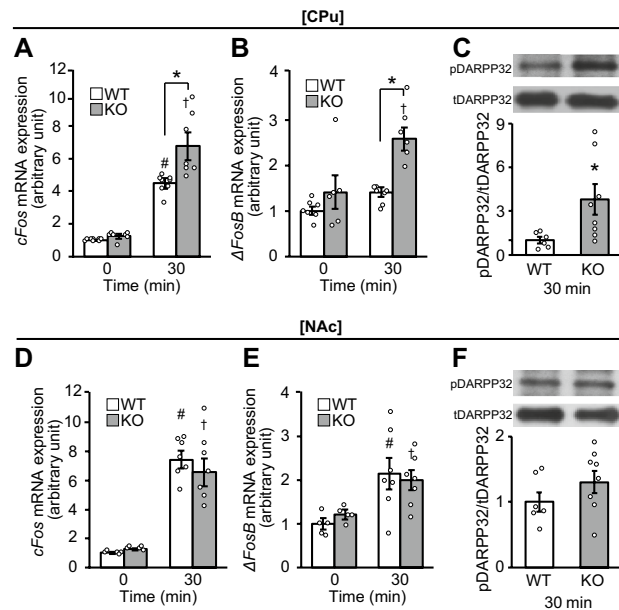 [CPu]
A
cFos mRNA expression
(arbitrary unit)
12
10
8
6
4
2
0
WT
KO
#
*
†
0 30
Time (min)
B
ΔFosB mRNA expression
(arbitrary unit)
4
3
2
1
0
WT
KO
*
†
0 30
Time (min)
C
pDARPP32
tDARPP32
pDARPP32/tDARPP32
9
6
3
0
*
WT KO
30 min
[NAc]
D
cFos mRNA expression
(arbitrary unit)
12
10
8
6
4
2
0
WT
KO
#
†
0 30
Time (min)
E
ΔFosB mRNA expression
(arbitrary unit)
4
3
2
1
0
WT
KO
#
†
0 30
Time (min)
F
pDARPP32
tDARPP32
pDARPP32/tDARPP32
2
1
0
WT KO
30 min